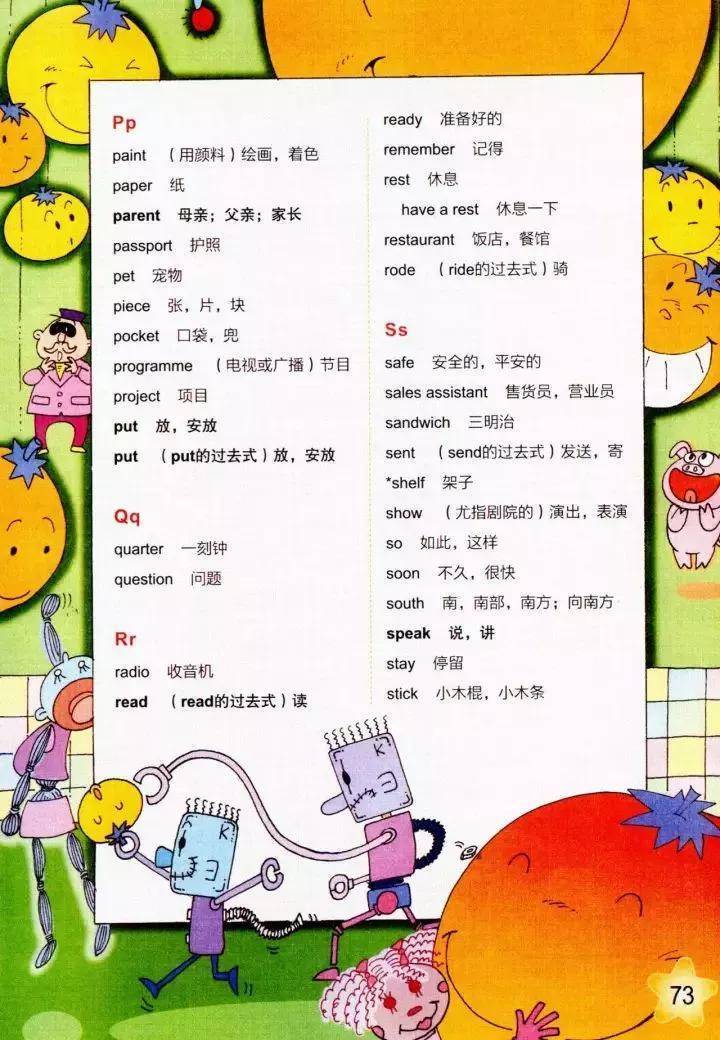 Pp
paint （用颜料）绘画，着色
paper 纸
parent 母亲；父亲；家长
passport 护照
pet 宠物
piece 张，片，块
pocket 口袋，兜
programme （电视或广播）节目
project 项目
put 放，安放
put （put的过去式）放，安放
Qq
quarter 一刻钟
question 问题
Rr
radio 收音机
read （read的过去式）读
ready 准备好的
remember 记得
rest 休息
have a rest 休息一下
restaurant 饭店，餐馆
rode （ride的过去式）骑
Ss
safe 安全的，平安的
sales assistant 售货员，营业员
sandwich 三明治
sent （send的过去式）发送，寄
*shelf 架子
show （尤指剧院的）演出，表演
so 如此，这样
soon 不久，很快
south 南，南部，南方；向南方
speak 说，讲
stay 停留
stick 小木棍，小木条
K
K
73